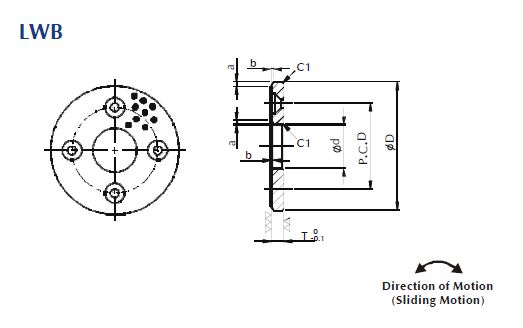 LWB
b
a
C1
a
b
C1
ød
P.C.D
øD
T 0
-0.1
Direction of Motion
(Sliding Motion)